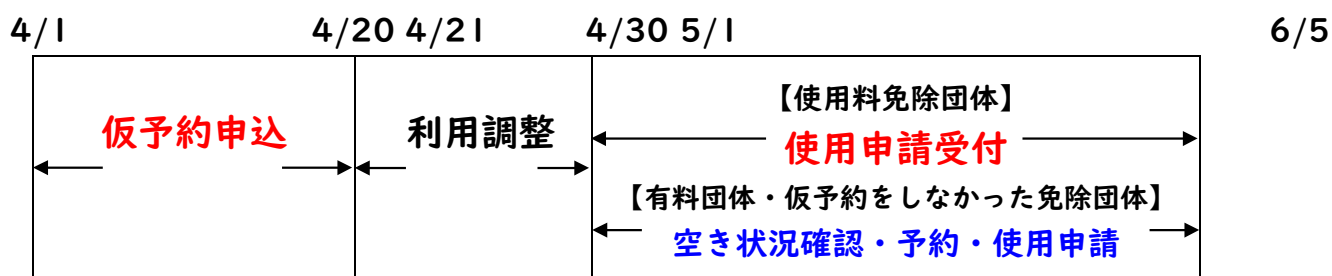 4/1 4/20 4/21 4/30 5/1 6/5
【使用料免除団体】
仮予約申込 利用調整 使用申請受付
【有料団体・仮予約をしなかった免除団体】
空き状況確認・予約・使用申請